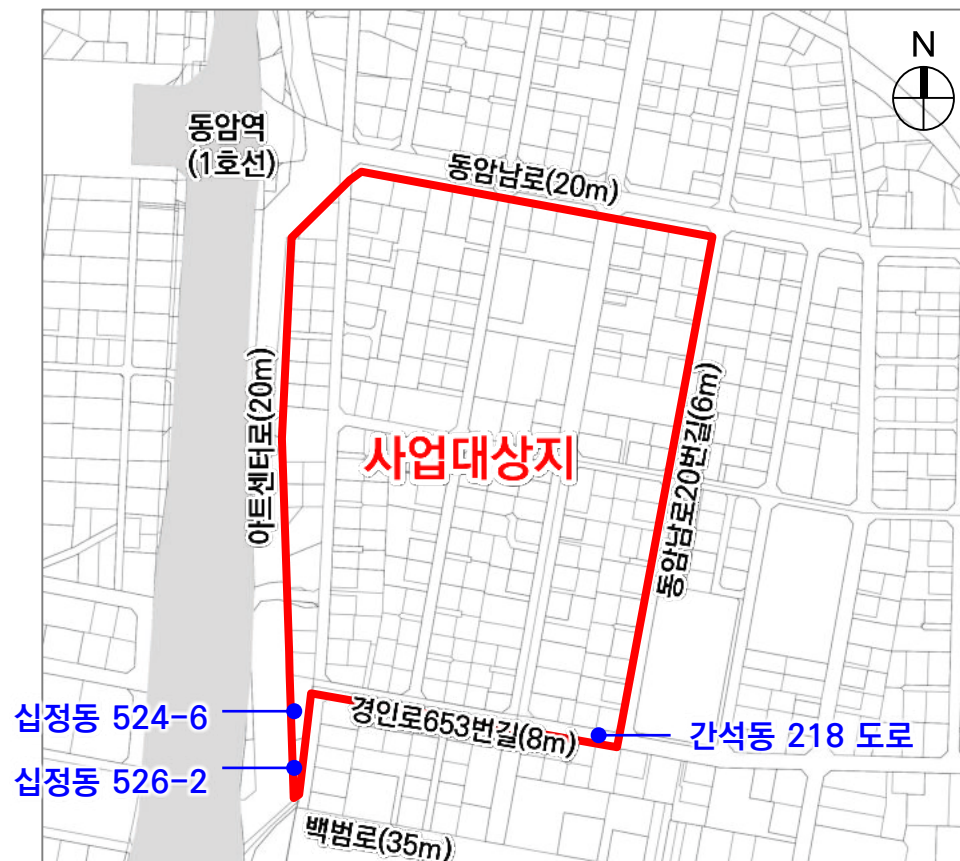 N
동암역
(1호선)
동암남로(20m)
아트센터로(20m)
사업대상지
동암남로20번길(6m)
십정동 524-6
경인로653번길(8m)
간석동 218 도로
십정동 526-2
백범로(35m)